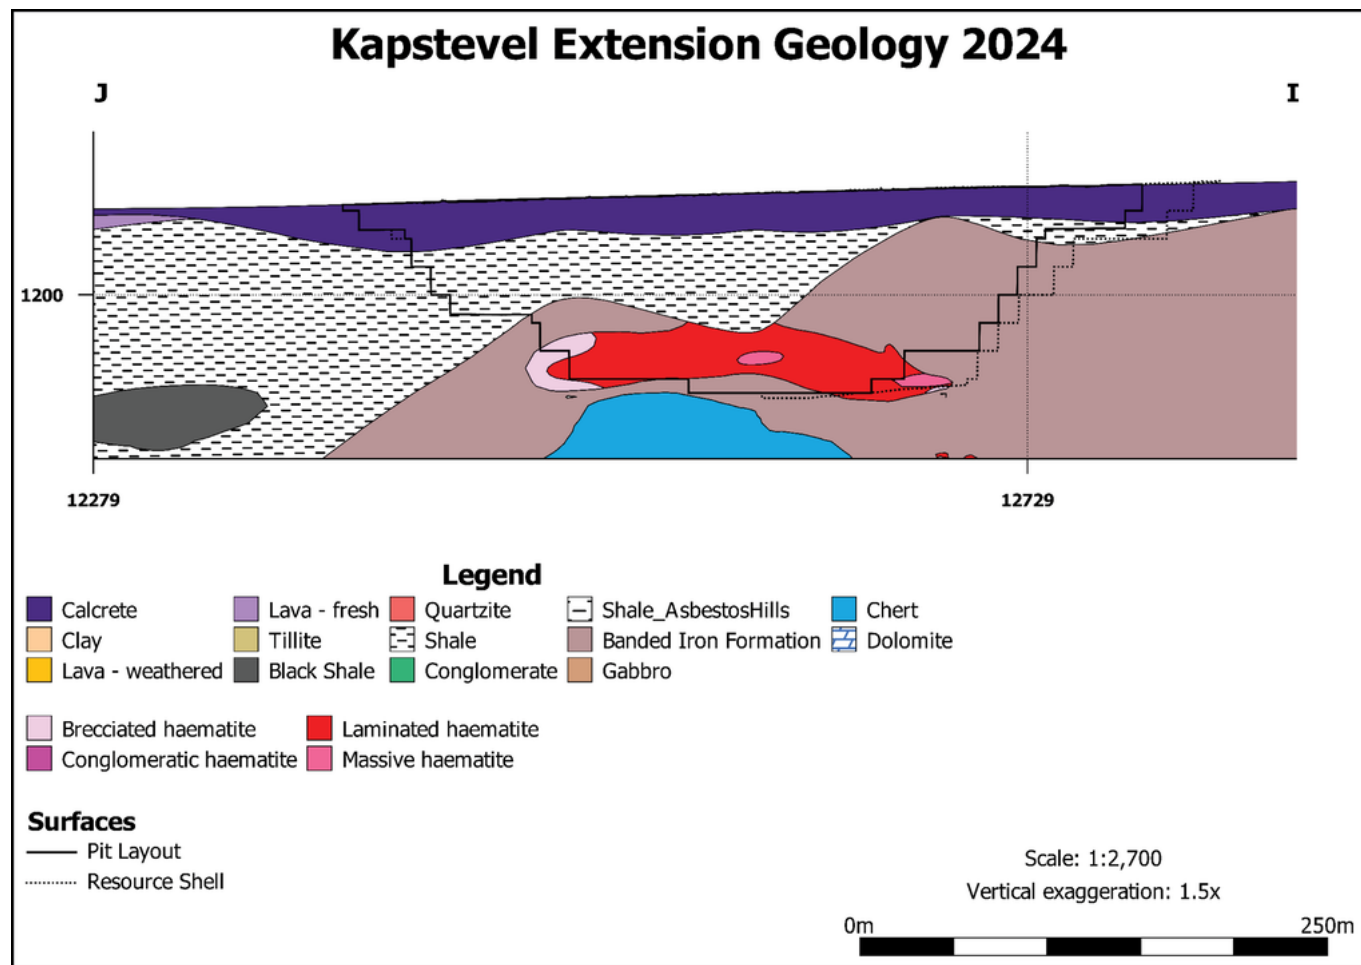 Kapstevel Extension Geology 2024
J
I
1200
12279
12729
Legend
Calcrete
Lava - fresh
Quartzite
Shale_AsbestosHills
Chert
Clay
Tillite
Shale
Banded Iron Formation
Dolomite
Lava - weathered
Black Shale
Conglomerate
Gabbro
Brecciated haematite
Laminated haematite
Conglomeratic haematite
Massive haematite
Surfaces
Pit Layout
Resource Shell
Scale: 1:2,700
Vertical exaggeration: 1.5x
0m
250m